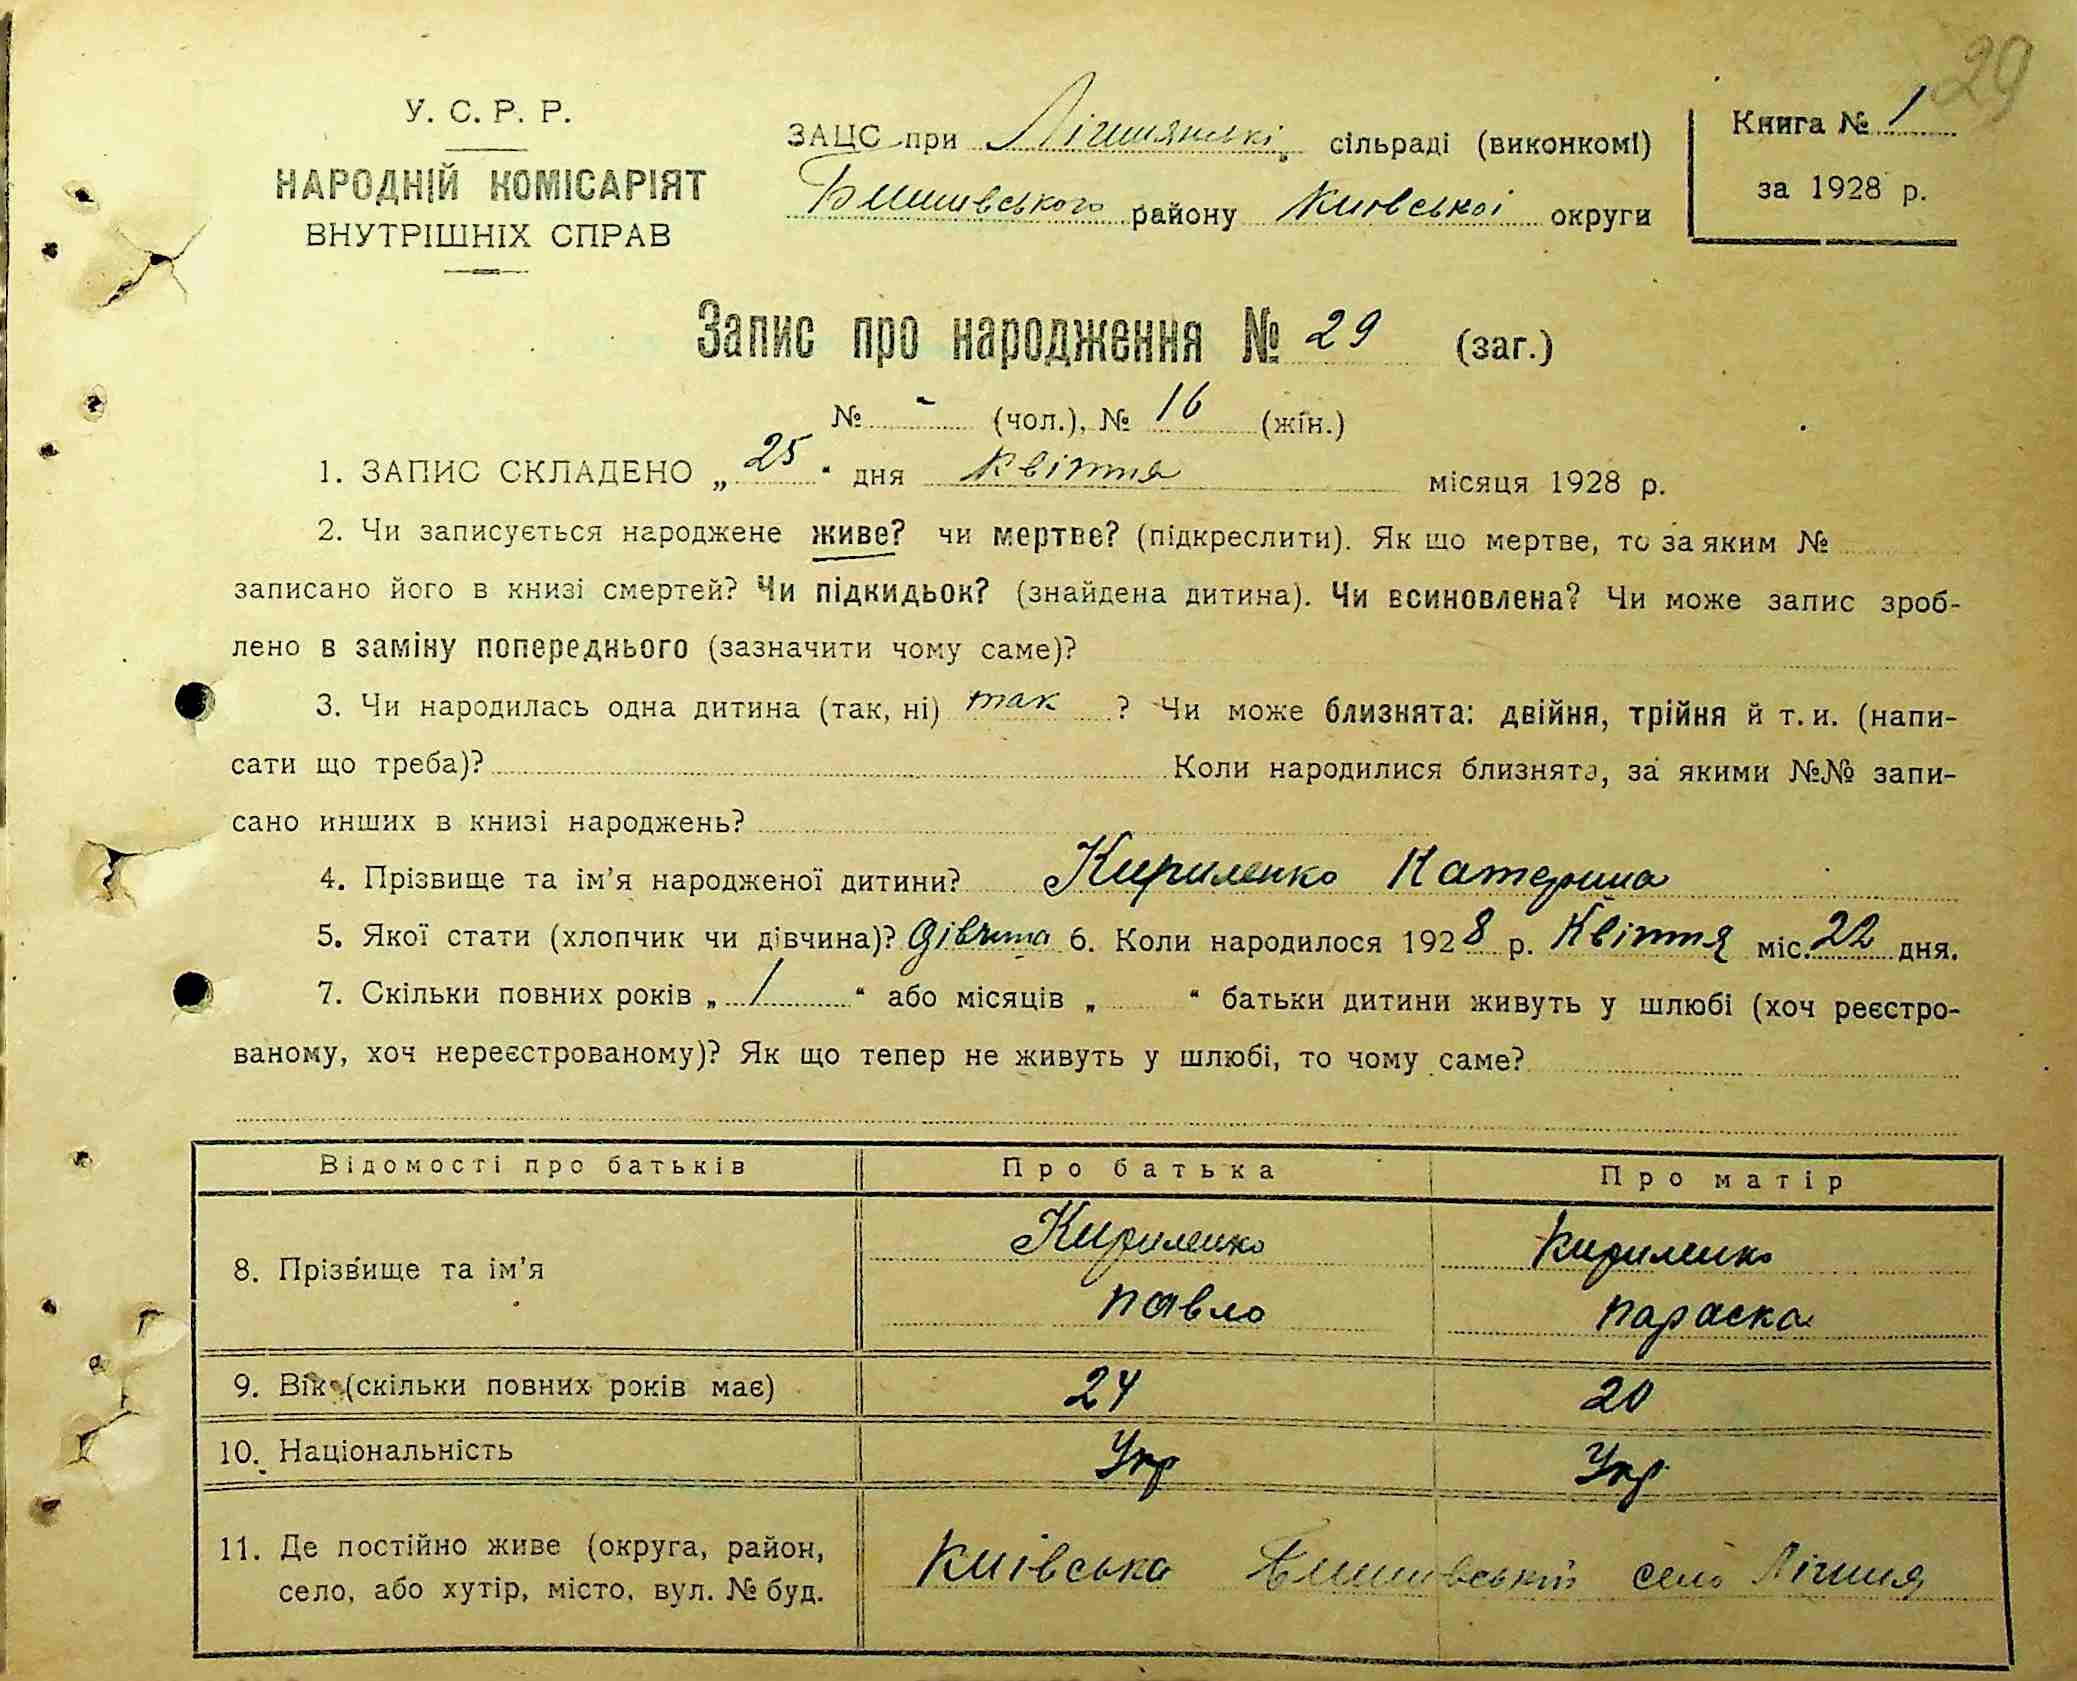 29
У. С. Р. Р.
НАРОДНІЙ КОМІСАРІЯТ
ВНУТРІШНІХ СПРАВ
ЗАЦС при Лічнянські сільраді (виконкомі)
Бишівського району Київської округи
Книга № 1
за 1928 р.
Запис про народження № 29 (заг.)
№ - (чол.), № 16 (жін.)
1. ЗАПИС СКЛАДЕНО „25“ дня квітня місяця 1928 р.
2. Чи записується народжене живе? чи мертве? (підкреслити). Як що мертве, то за яким №
записано його в книзі смертей? Чи підкидьок? (знайдена дитина). Чи всиновлена? Чи може запис зроб-
лено в заміну попереднього (зазначити чому саме)?
3. Чи народилась одна дитина (так, ні) так ? Чи може близнята: двійня, трійня й т. и. (напи-
сати що треба)? Коли народилися близнята, за якими №№ запи-
сано инших в книзі народжень?
4. Прізвище та ім’я народженої дитини? Кириленко Катерина
5. Якої стати (хлопчик чи дівчина)? дівчина 6. Коли народилося 1928 р. Квітня міс. 22 дня.
7. Скільки повних років „ 1 “ або місяців „ “ батьки дитини живуть у шлюбі (хоч реєстро-
ваному, хоч нереєстрованому)? Як що тепер не живуть у шлюбі, то чому саме?
Відомості про батьків Про батька Про матір
8. Прізвище та ім’я Кириленко Кириленко
павло параска
9. Вік (скільки повних років має) 24 20
10. Національність Укр Укр
11. Де постійно живе (округа, район,
село, або хутір, місто, вул. № буд.
Київська Бишівський село Лічня